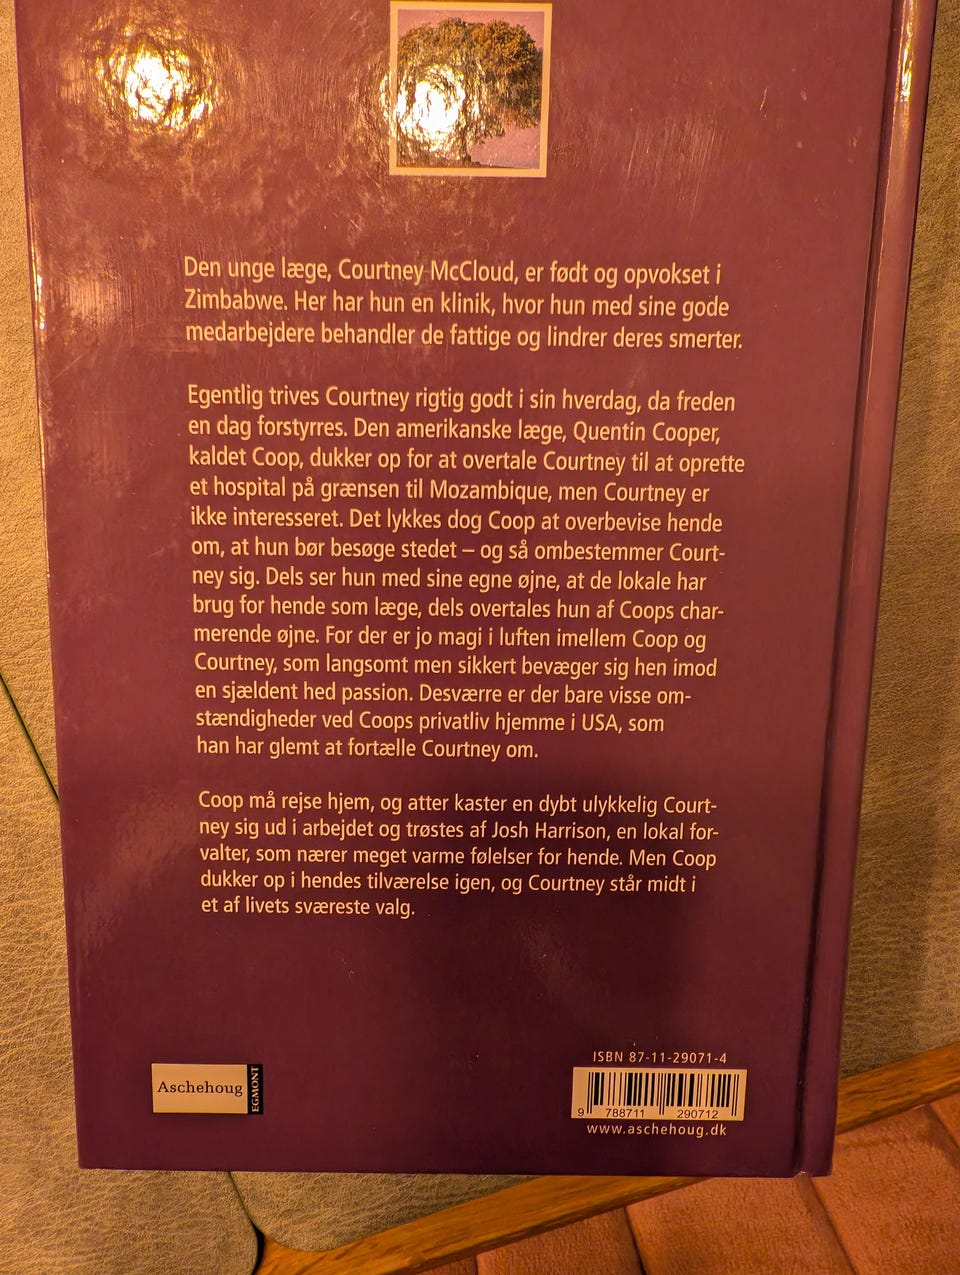 Den unge læge, Courtney McCloud, er født og opvokset i
Zimbabwe. Her har hun en klinik, hvor hun med sine gode
medarbejdere behandler de fattige og lindrer deres smerter.
Egentlig trives Courtney rigtig godt i sin hverdag, da freden
en dag forstyrres. Den amerikanske læge, Quentin Cooper,
kaldet Coop, dukker op for at overtale Courtney til at oprette
et hospital på grænsen til Mozambique, men Courtney er
ikke interesseret. Det lykkes dog Coop at overbevise hende
om, at hun bør besøge stedet – og så ombestemmer Court-
ney sig. Dels ser hun med sine egne øjne, at de lokale har
brug for hende som læge, dels overtales hun af Coops char-
merende øjne. For der er jo magi i luften imellem Coop og
Courtney, som langsomt men sikkert bevæger sig hen imod
en sjældent hed passion. Desværre er der bare visse om-
stændigheder ved Coops privatliv hjemme i USA, som
han har glemt at fortælle Courtney om.
Coop må rejse hjem, og atter kaster en dybt ulykkelig Court-
ney sig ud i arbejdet og trøstes af Josh Harrison, en lokal for-
valter, som nærer meget varme følelser for hende. Men Coop
dukker op i hendes tilværelse igen, og Courtney står midt i
et af livets sværeste valg.
Aschehoug
EGMONT
ISBN 87-11-29071-4
9 788711 290712
www.aschehoug.dk